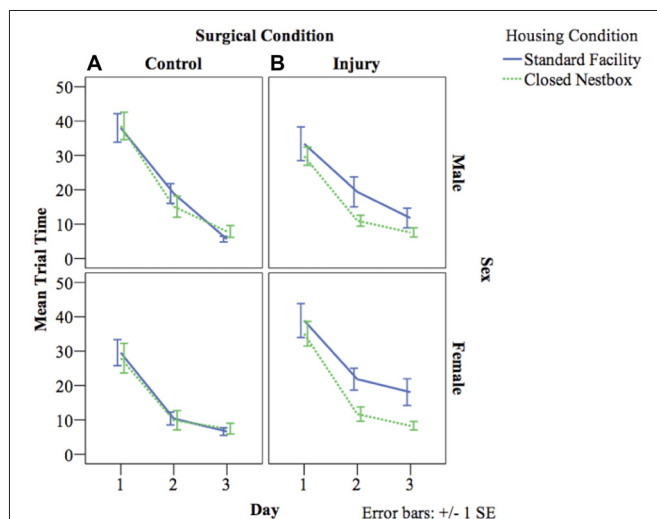 Surgical Condition
A Control
B Injury
Housing Condition
Standard Facility
Closed Nestbox
Mean Trial Time
50
40
30
20
10
0
Male
50
40
30
20
10
0
Female
Sex
1 2 3
1 2 3
Day
Error bars: +/- 1 SE